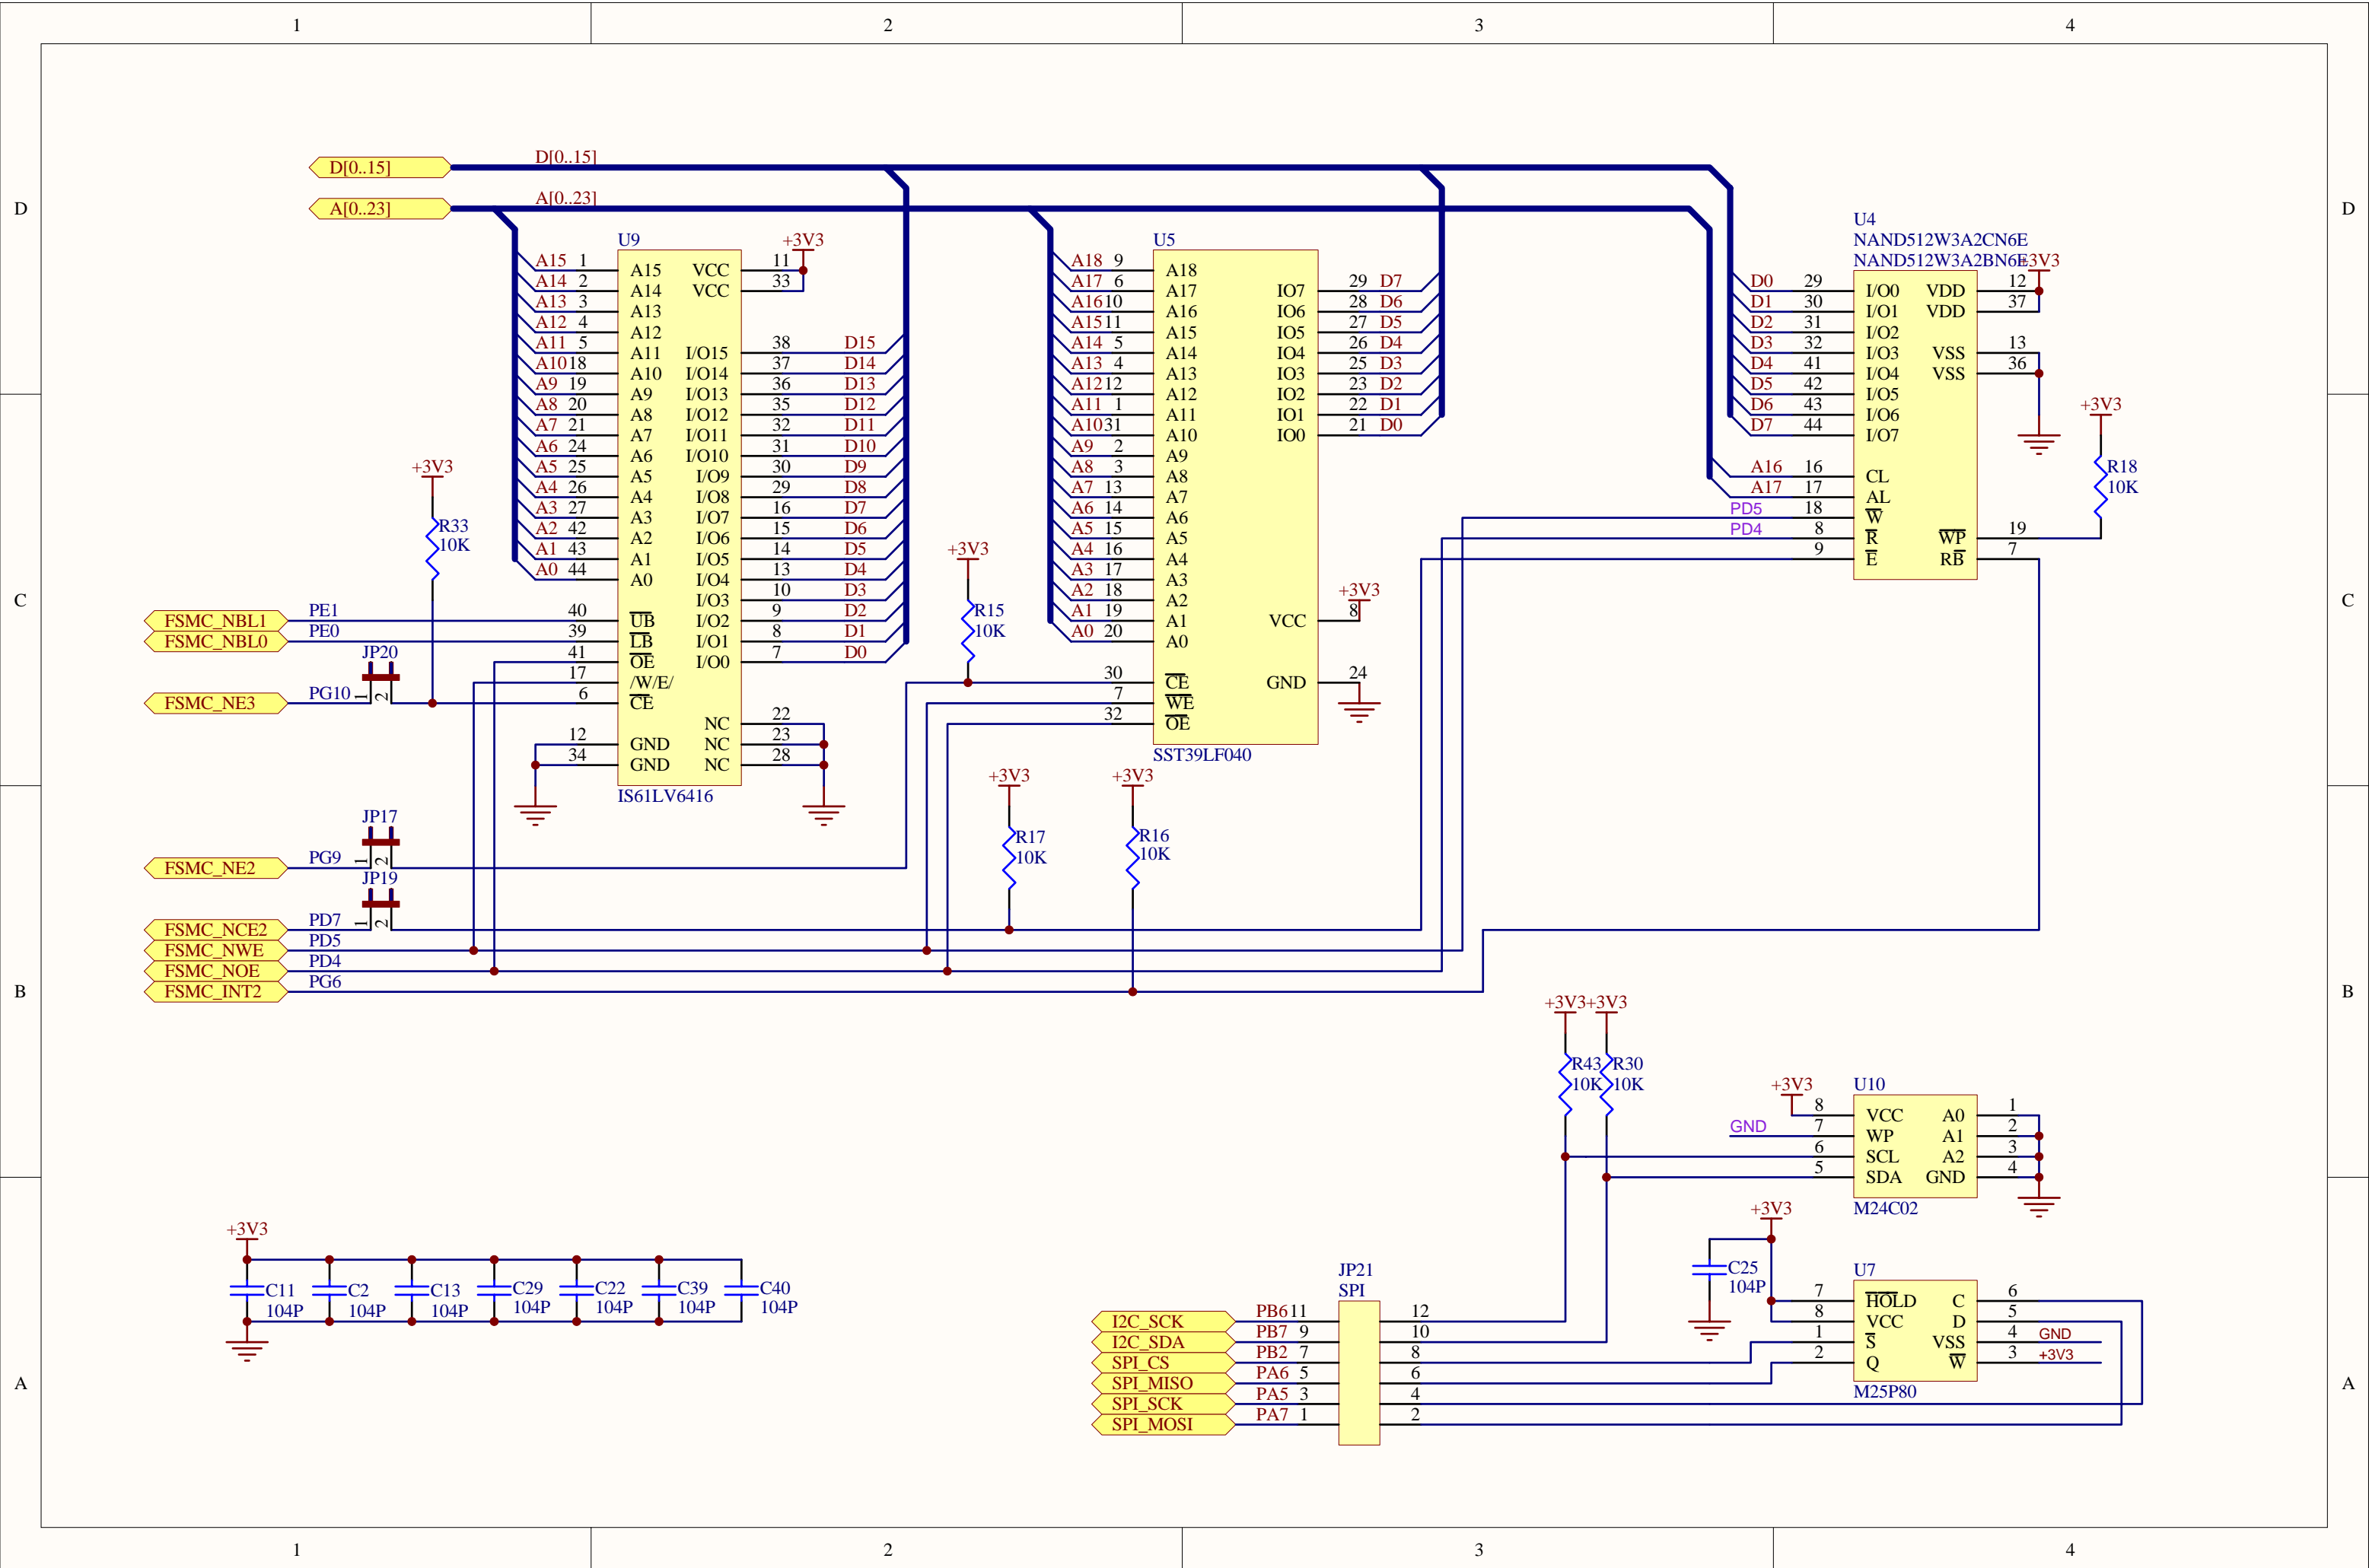 1 2 3 4
D[0..15] D[0..15]
A[0..23] A[0..23]
D D
U9
+3V3
A15 1 A15 VCC 11
A14 2 A14 VCC 33
A13 3 A13
A12 4 A12
A11 5 A11 I/O15 38 D15
A10 18 A10 I/O14 37 D14
A9 19 A9 I/O13 36 D13
A8 20 A8 I/O12 35 D12
A7 21 A7 I/O11 32 D11
A6 24 A6 I/O10 31 D10
A5 25 A5 I/O9 30 D9
A4 26 A4 I/O8 29 D8
A3 27 A3 I/O7 16 D7
A2 42 A2 I/O6 15 D6
A1 43 A1 I/O5 14 D5
A0 44 A0 I/O4 13 D4
I/O3 10 D3
40 UB I/O2 9 D2
39 LB I/O1 8 D1
41 OE I/O0 7 D0
17 /W/E/
6 CE
NC 22
12 GND NC 23
34 GND NC 28
IS61LV6416
+3V3
R33
10K
FSMC_NBL1 PE1
FSMC_NBL0 PE0
JP20
FSMC_NE3 PG10 1 2
U5
A18 9 A18
A17 6 A17 IO7 29 D7
A16 10 A16 IO6 28 D6
A15 11 A15 IO5 27 D5
A14 5 A14 IO4 26 D4
A13 4 A13 IO3 25 D3
A12 12 A12 IO2 23 D2
A11 1 A11 IO1 22 D1
A10 31 A10 IO0 21 D0
A9 2 A9
A8 3 A8
A7 13 A7
A6 14 A6
A5 15 A5
A4 16 A4
A3 17 A3
A2 18 A2
+3V3
A1 19 A1 VCC 8
A0 20 A0
30 CE GND 24
7 WE
32 OE
SST39LF040
+3V3
R15
10K
U4
NAND512W3A2CN6E
NAND512W3A2BN6E
+3V3
D0 29 I/O0 VDD 12
D1 30 I/O1 VDD 37
D2 31 I/O2
D3 32 I/O3 VSS 13
D4 41 I/O4 VSS 36
D5 42 I/O5
D6 43 I/O6
D7 44 I/O7
A16 16 CL
A17 17 AL
PD5 18 W
PD4 8 R WP 19
9 E RB 7
+3V3
R18
10K
C C
+3V3
R17
10K
+3V3
R16
10K
JP17
FSMC_NE2 PG9 1 2
JP19
FSMC_NCE2 PD7 1 2
FSMC_NWE PD5
FSMC_NOE PD4
FSMC_INT2 PG6
B B
+3V3 +3V3
R43 R30
10K 10K
U10
+3V3
8 VCC A0 1
GND 7 WP A1 2
6 SCL A2 3
5 SDA GND 4
M24C02
+3V3
C11 C2 C13 C29 C22 C39 C40
104P 104P 104P 104P 104P 104P 104P
JP21
SPI
I2C_SCK PB6 11 12
I2C_SDA PB7 9 10
SPI_CS PB2 7 8
SPI_MISO PA6 5 6
SPI_SCK PA5 3 4
SPI_MOSI PA7 1 2
+3V3
C25
104P
U7
7 HOLD C 6
8 VCC D 5
1 S VSS 4 GND
2 Q W 3 +3V3
M25P80
A A
1 2 3 4